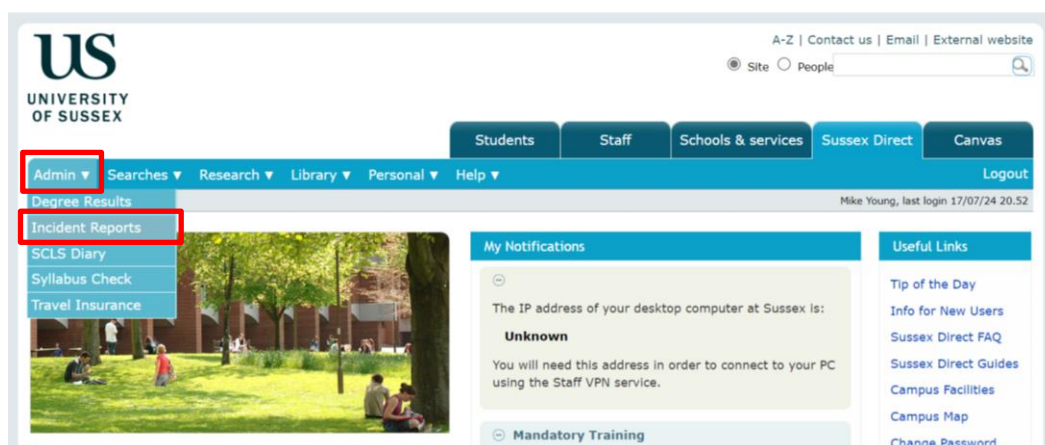 US
UNIVERSITY
OF SUSSEX
A-Z | Contact us | Email | External website
Site People
Students Staff Schools & services Sussex Direct Canvas
Admin ▼ Searches ▼ Research ▼ Library ▼ Personal ▼ Help ▼ Logout
Mike Young, last login 17/07/24 20.52
Degree Results
Incident Reports
SCLS Diary
Syllabus Check
Travel Insurance
My Notifications
The IP address of your desktop computer at Sussex is:
Unknown
You will need this address in order to connect to your PC
using the Staff VPN service.
Mandatory Training
Useful Links
Tip of the Day
Info for New Users
Sussex Direct FAQ
Sussex Direct Guides
Campus Facilities
Campus Map
Change Password